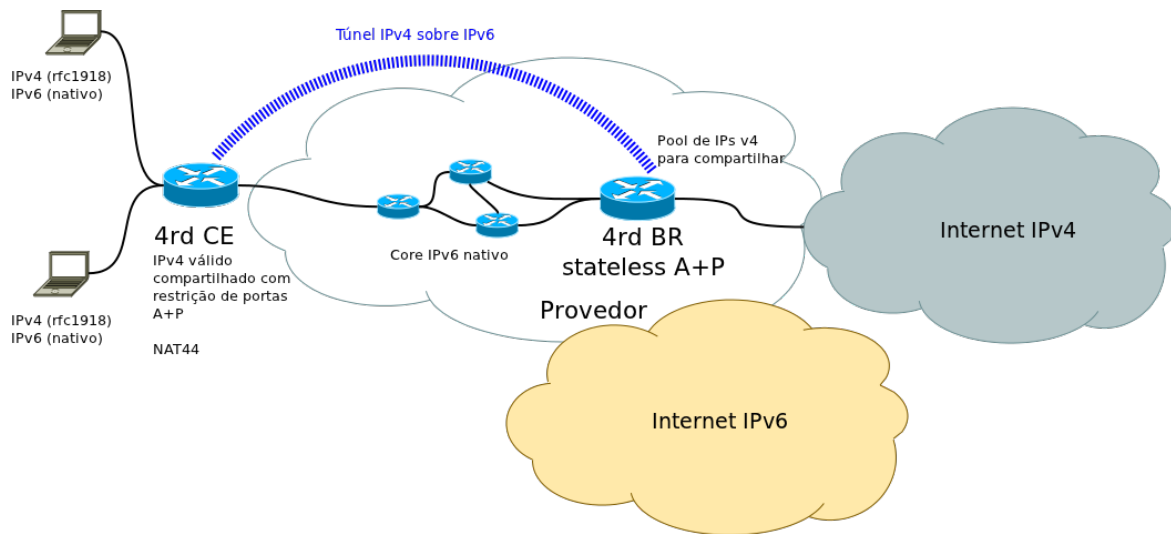 Túnel IPv4 sobre IPv6
IPv4 (rfc1918)
IPv6 (nativo)
Pool de IPs v4
para compartilhar
4rd CE
IPv4 válido
compartilhado com
restrição de portas
A+P
NAT44
Core IPv6 nativo
4rd BR
stateless A+P
Provedor
Internet IPv4
IPv4 (rfc1918)
IPv6 (nativo)
Internet IPv6